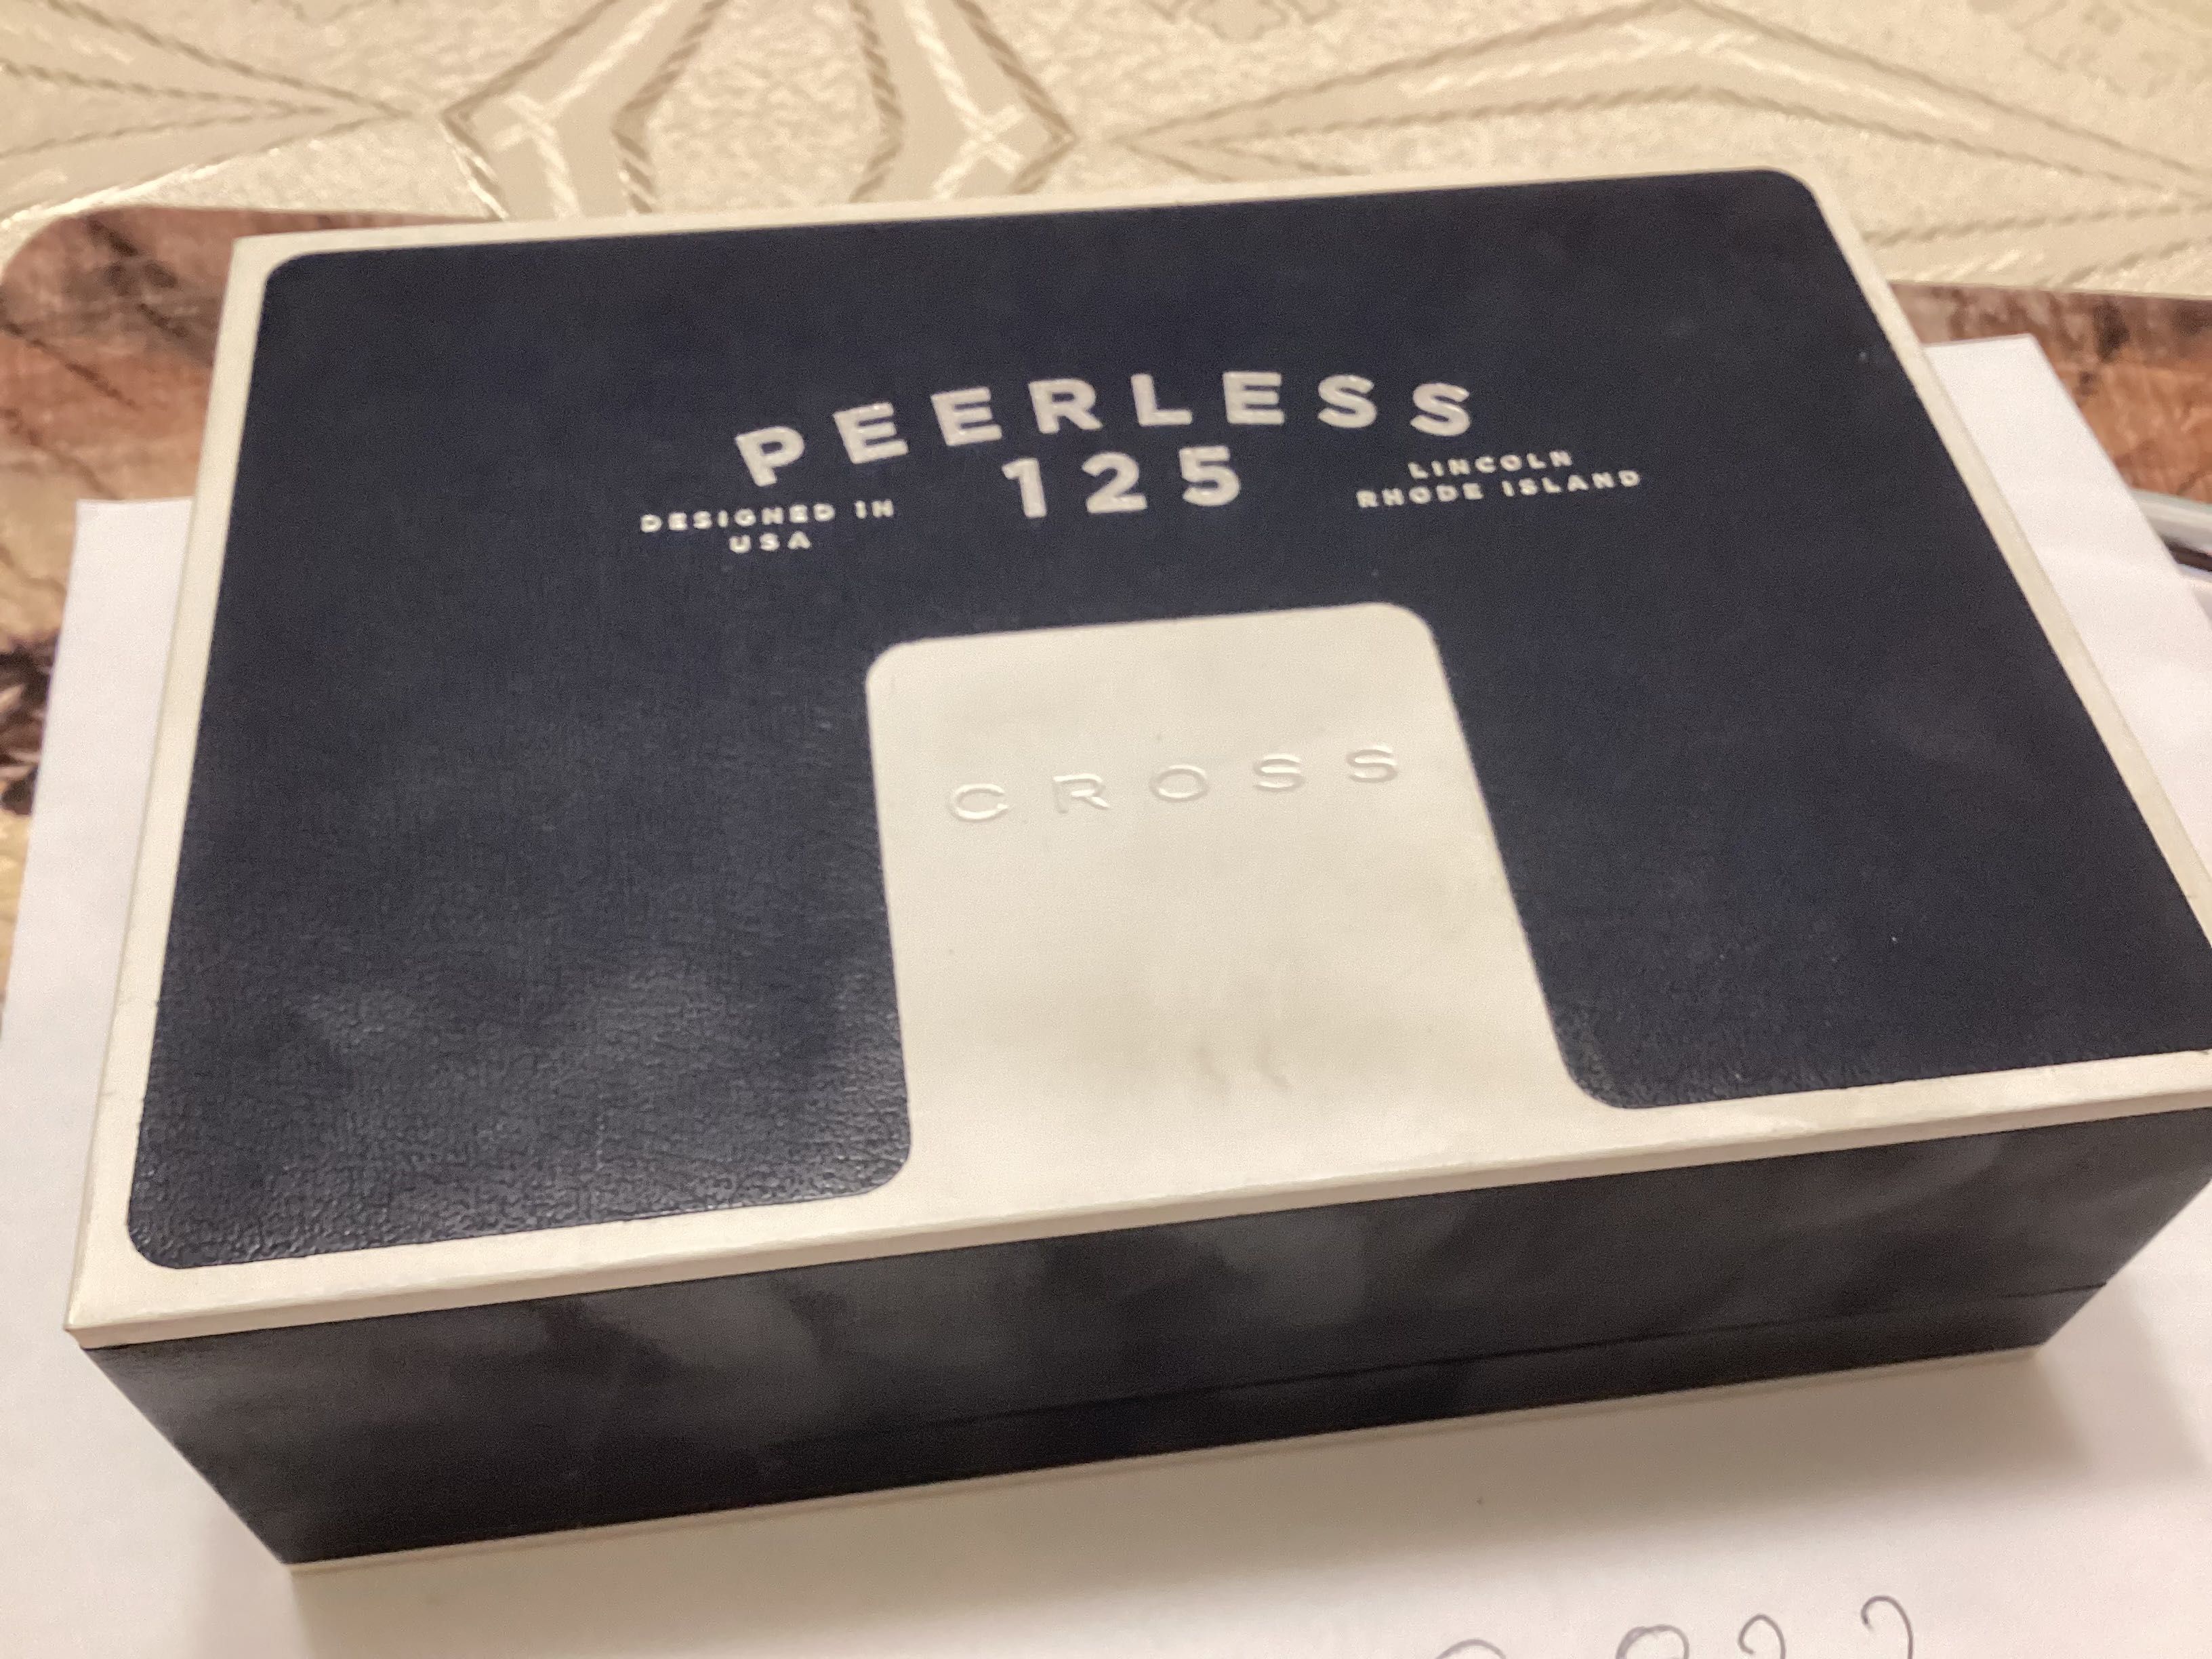 PEERLESS
125
DESIGNED IN
USA
LINCOLN
RHODE ISLAND
CROSS